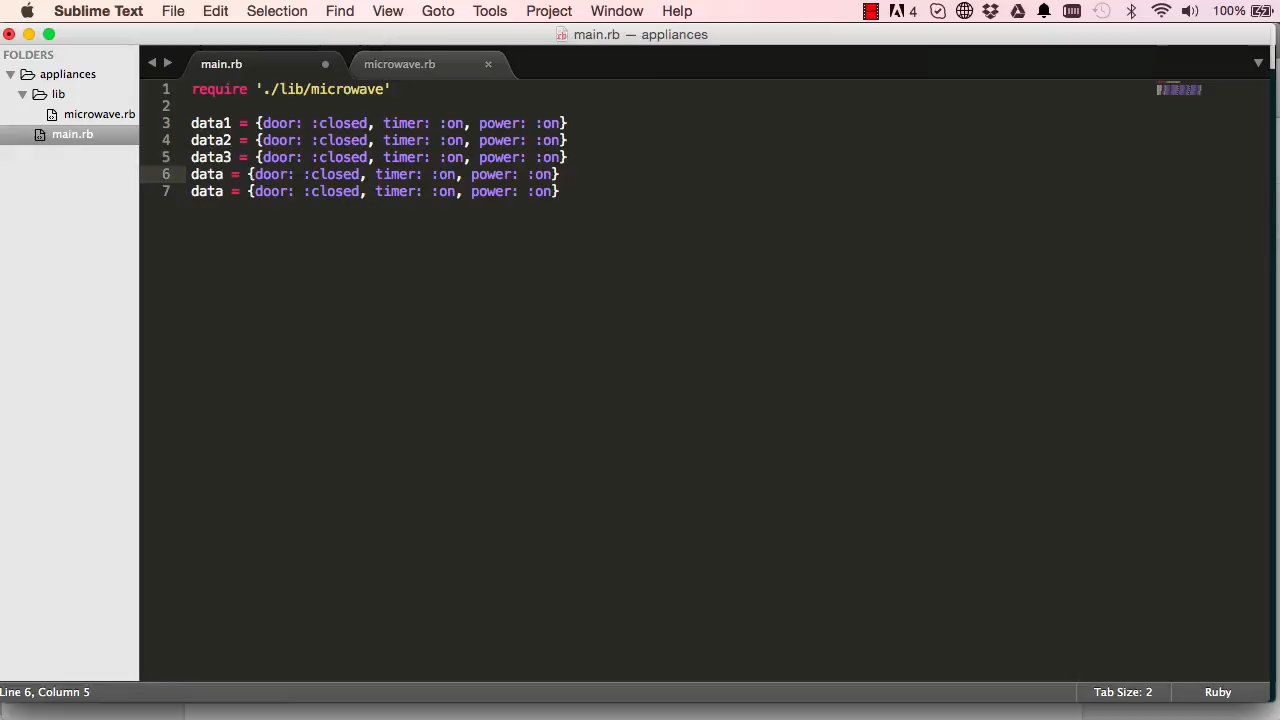 Sublime Text File Edit Selection Find View Goto Tools Project Window Help 4 100%
main.rb — appliances
FOLDERS
appliances
lib
microwave.rb
main.rb
main.rb microwave.rb ×
1 require './lib/microwave'
2
3 data1 = {door: :closed, timer: :on, power: :on}
4 data2 = {door: :closed, timer: :on, power: :on}
5 data3 = {door: :closed, timer: :on, power: :on}
6 data = {door: :closed, timer: :on, power: :on}
7 data = {door: :closed, timer: :on, power: :on}
Line 6, Column 5 Tab Size: 2 Ruby